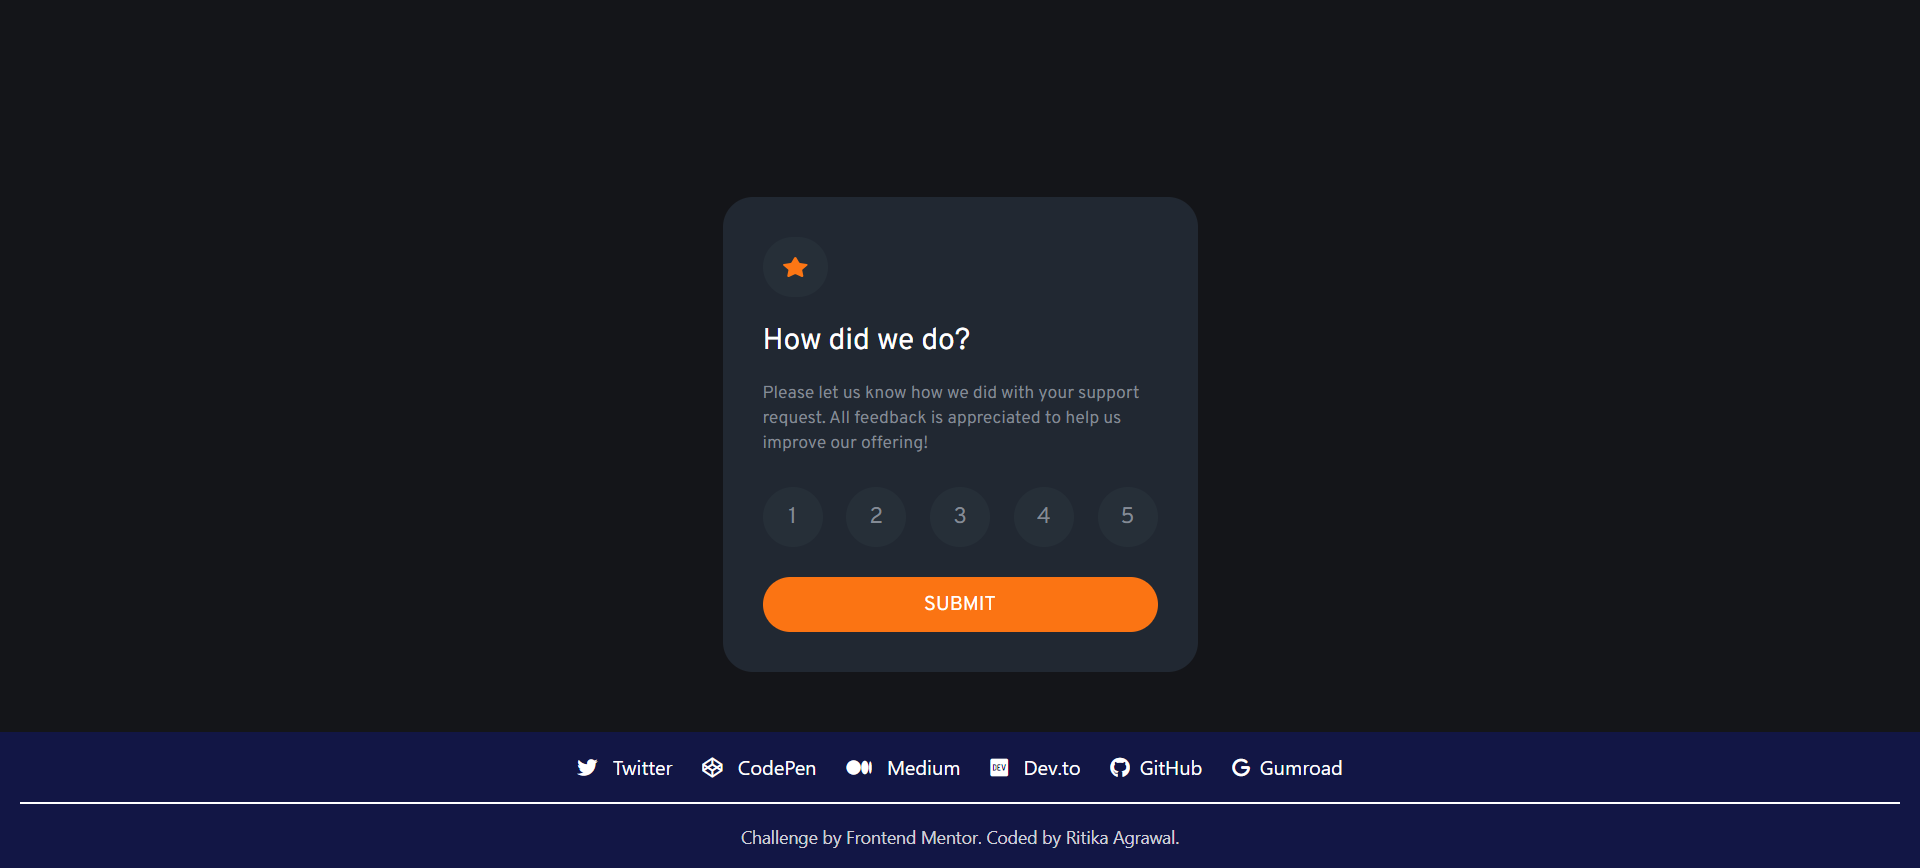 How did we do?
Please let us know how we did with your support
request. All feedback is appreciated to help us
improve our offering!
1 2 3 4 5
SUBMIT
Twitter CodePen Medium DEV Dev.to GitHub Gumroad
Challenge by Frontend Mentor. Coded by Ritika Agrawal.